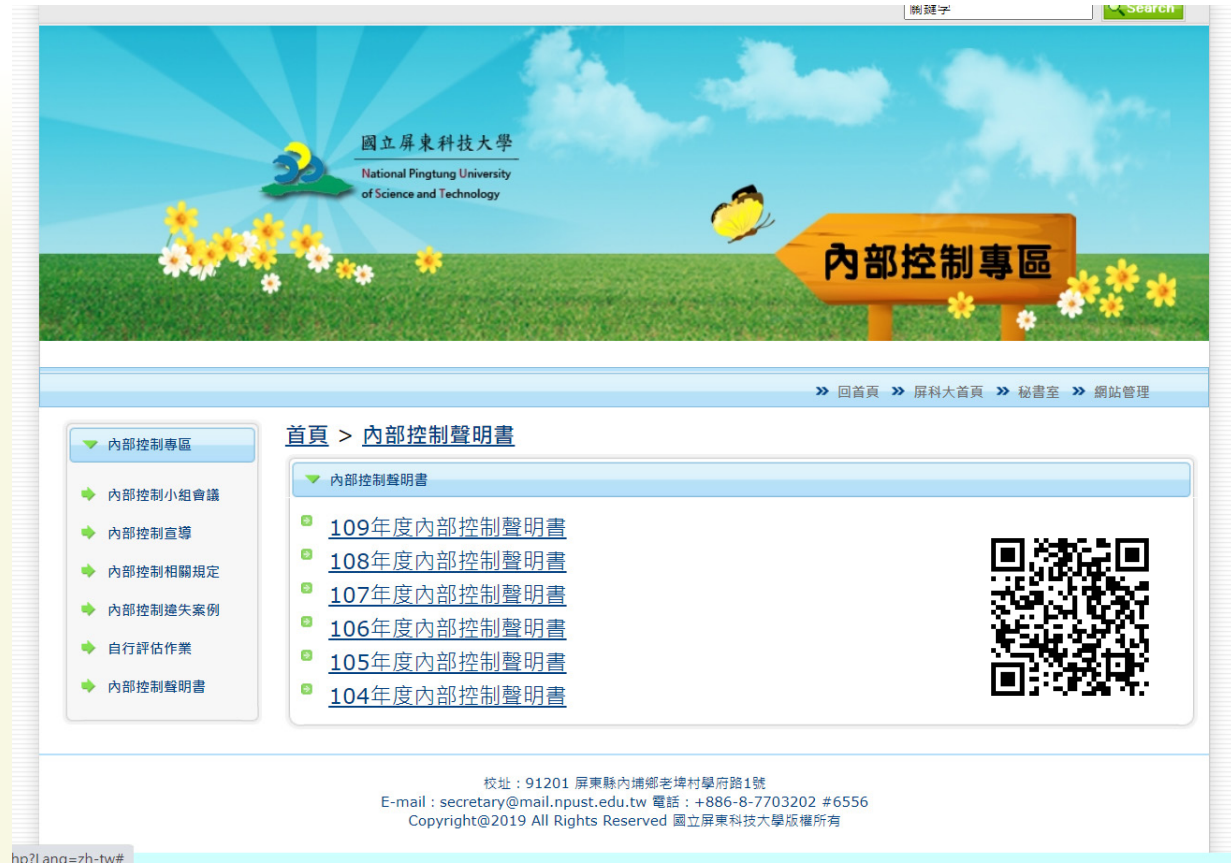 關鍵字
Search
國立屏東科技大學
National Pingtung University
of Science and Technology
內部控制專區
回首頁 屏科大首頁 秘書室 網站管理
內部控制專區
內部控制小組會議
內部控制宣導
內部控制相關規定
內部控制違失案例
自行評估作業
內部控制聲明書
首頁 > 內部控制聲明書
內部控制聲明書
109年度內部控制聲明書
108年度內部控制聲明書
107年度內部控制聲明書
106年度內部控制聲明書
105年度內部控制聲明書
104年度內部控制聲明書
校址：91201 屏東縣內埔鄉老埤村學府路1號
E-mail：secretary@mail.npust.edu.tw 電話：+886-8-7703202 #6556
Copyright@2019 All Rights Reserved 國立屏東科技大學版權所有
hp?Lang=zh-tw#